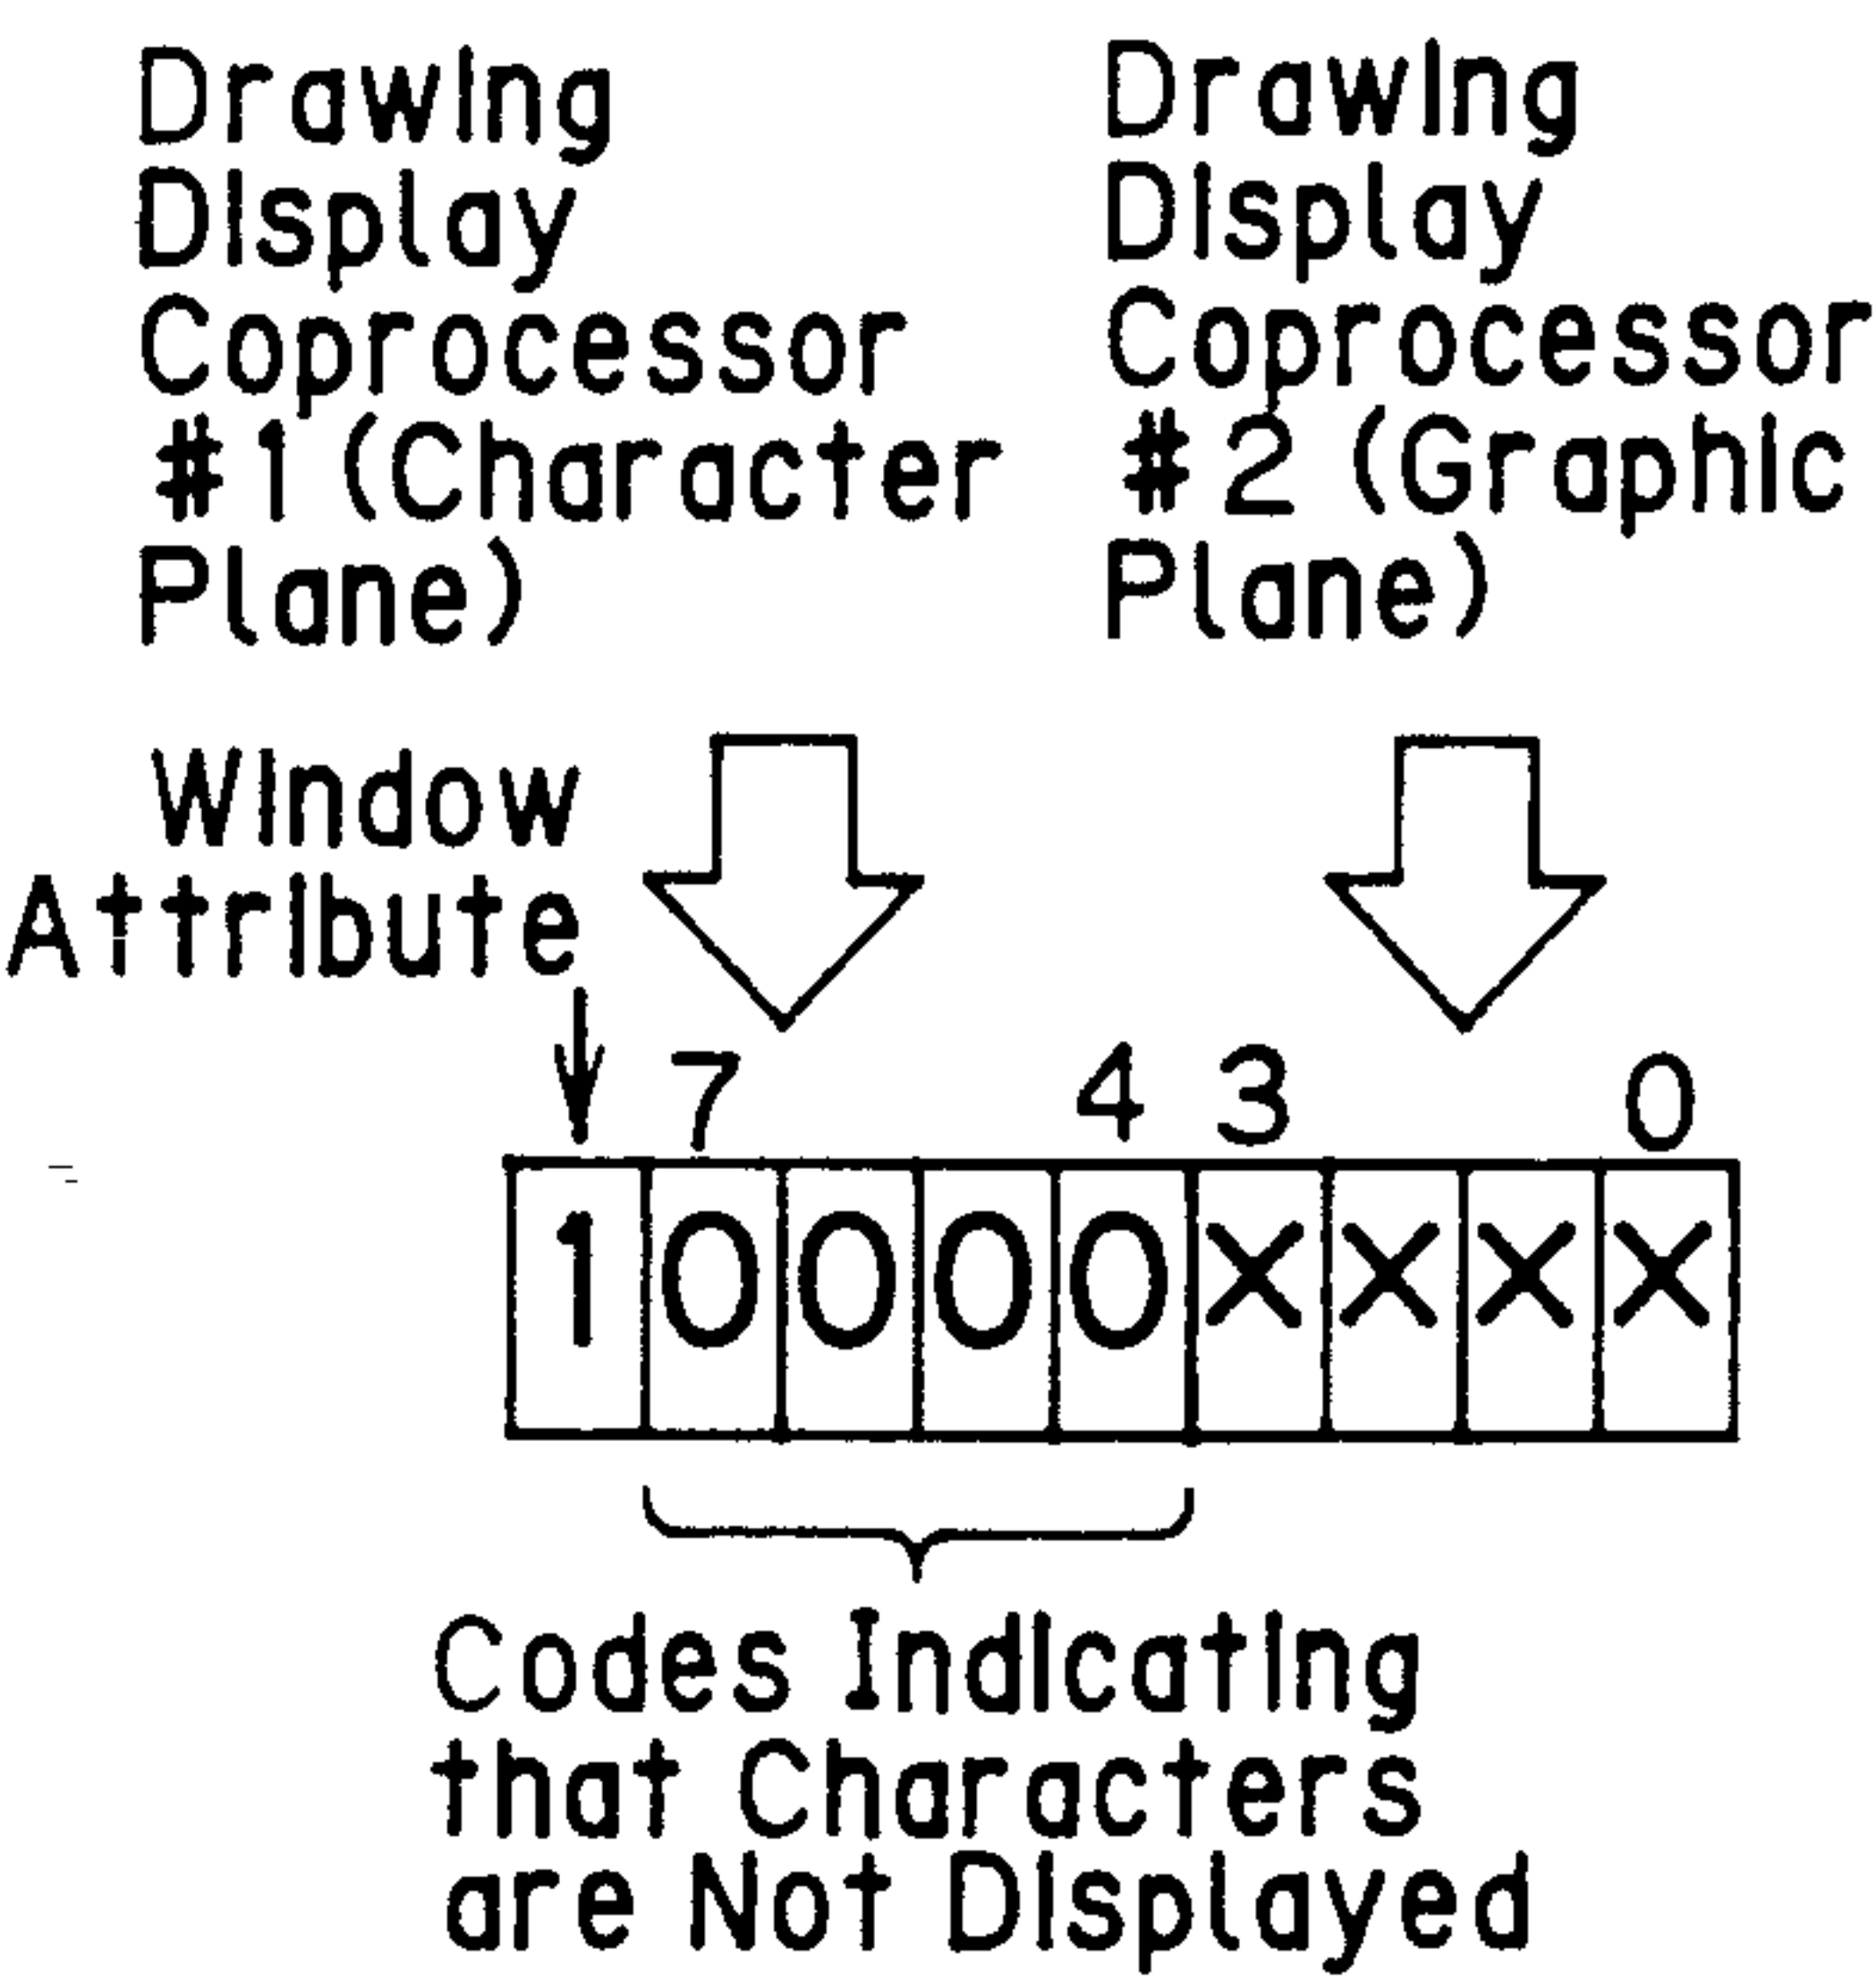 Drawing
Display
Coprocessor
#1 (Character
Plane)
Drawing
Display
Coprocessor
#2 (Graphic
Plane)
Window
Attribute
7 4 3 0
1 0 0 0 0 X X X X
Codes Indicating
that Characters
are Not Displayed